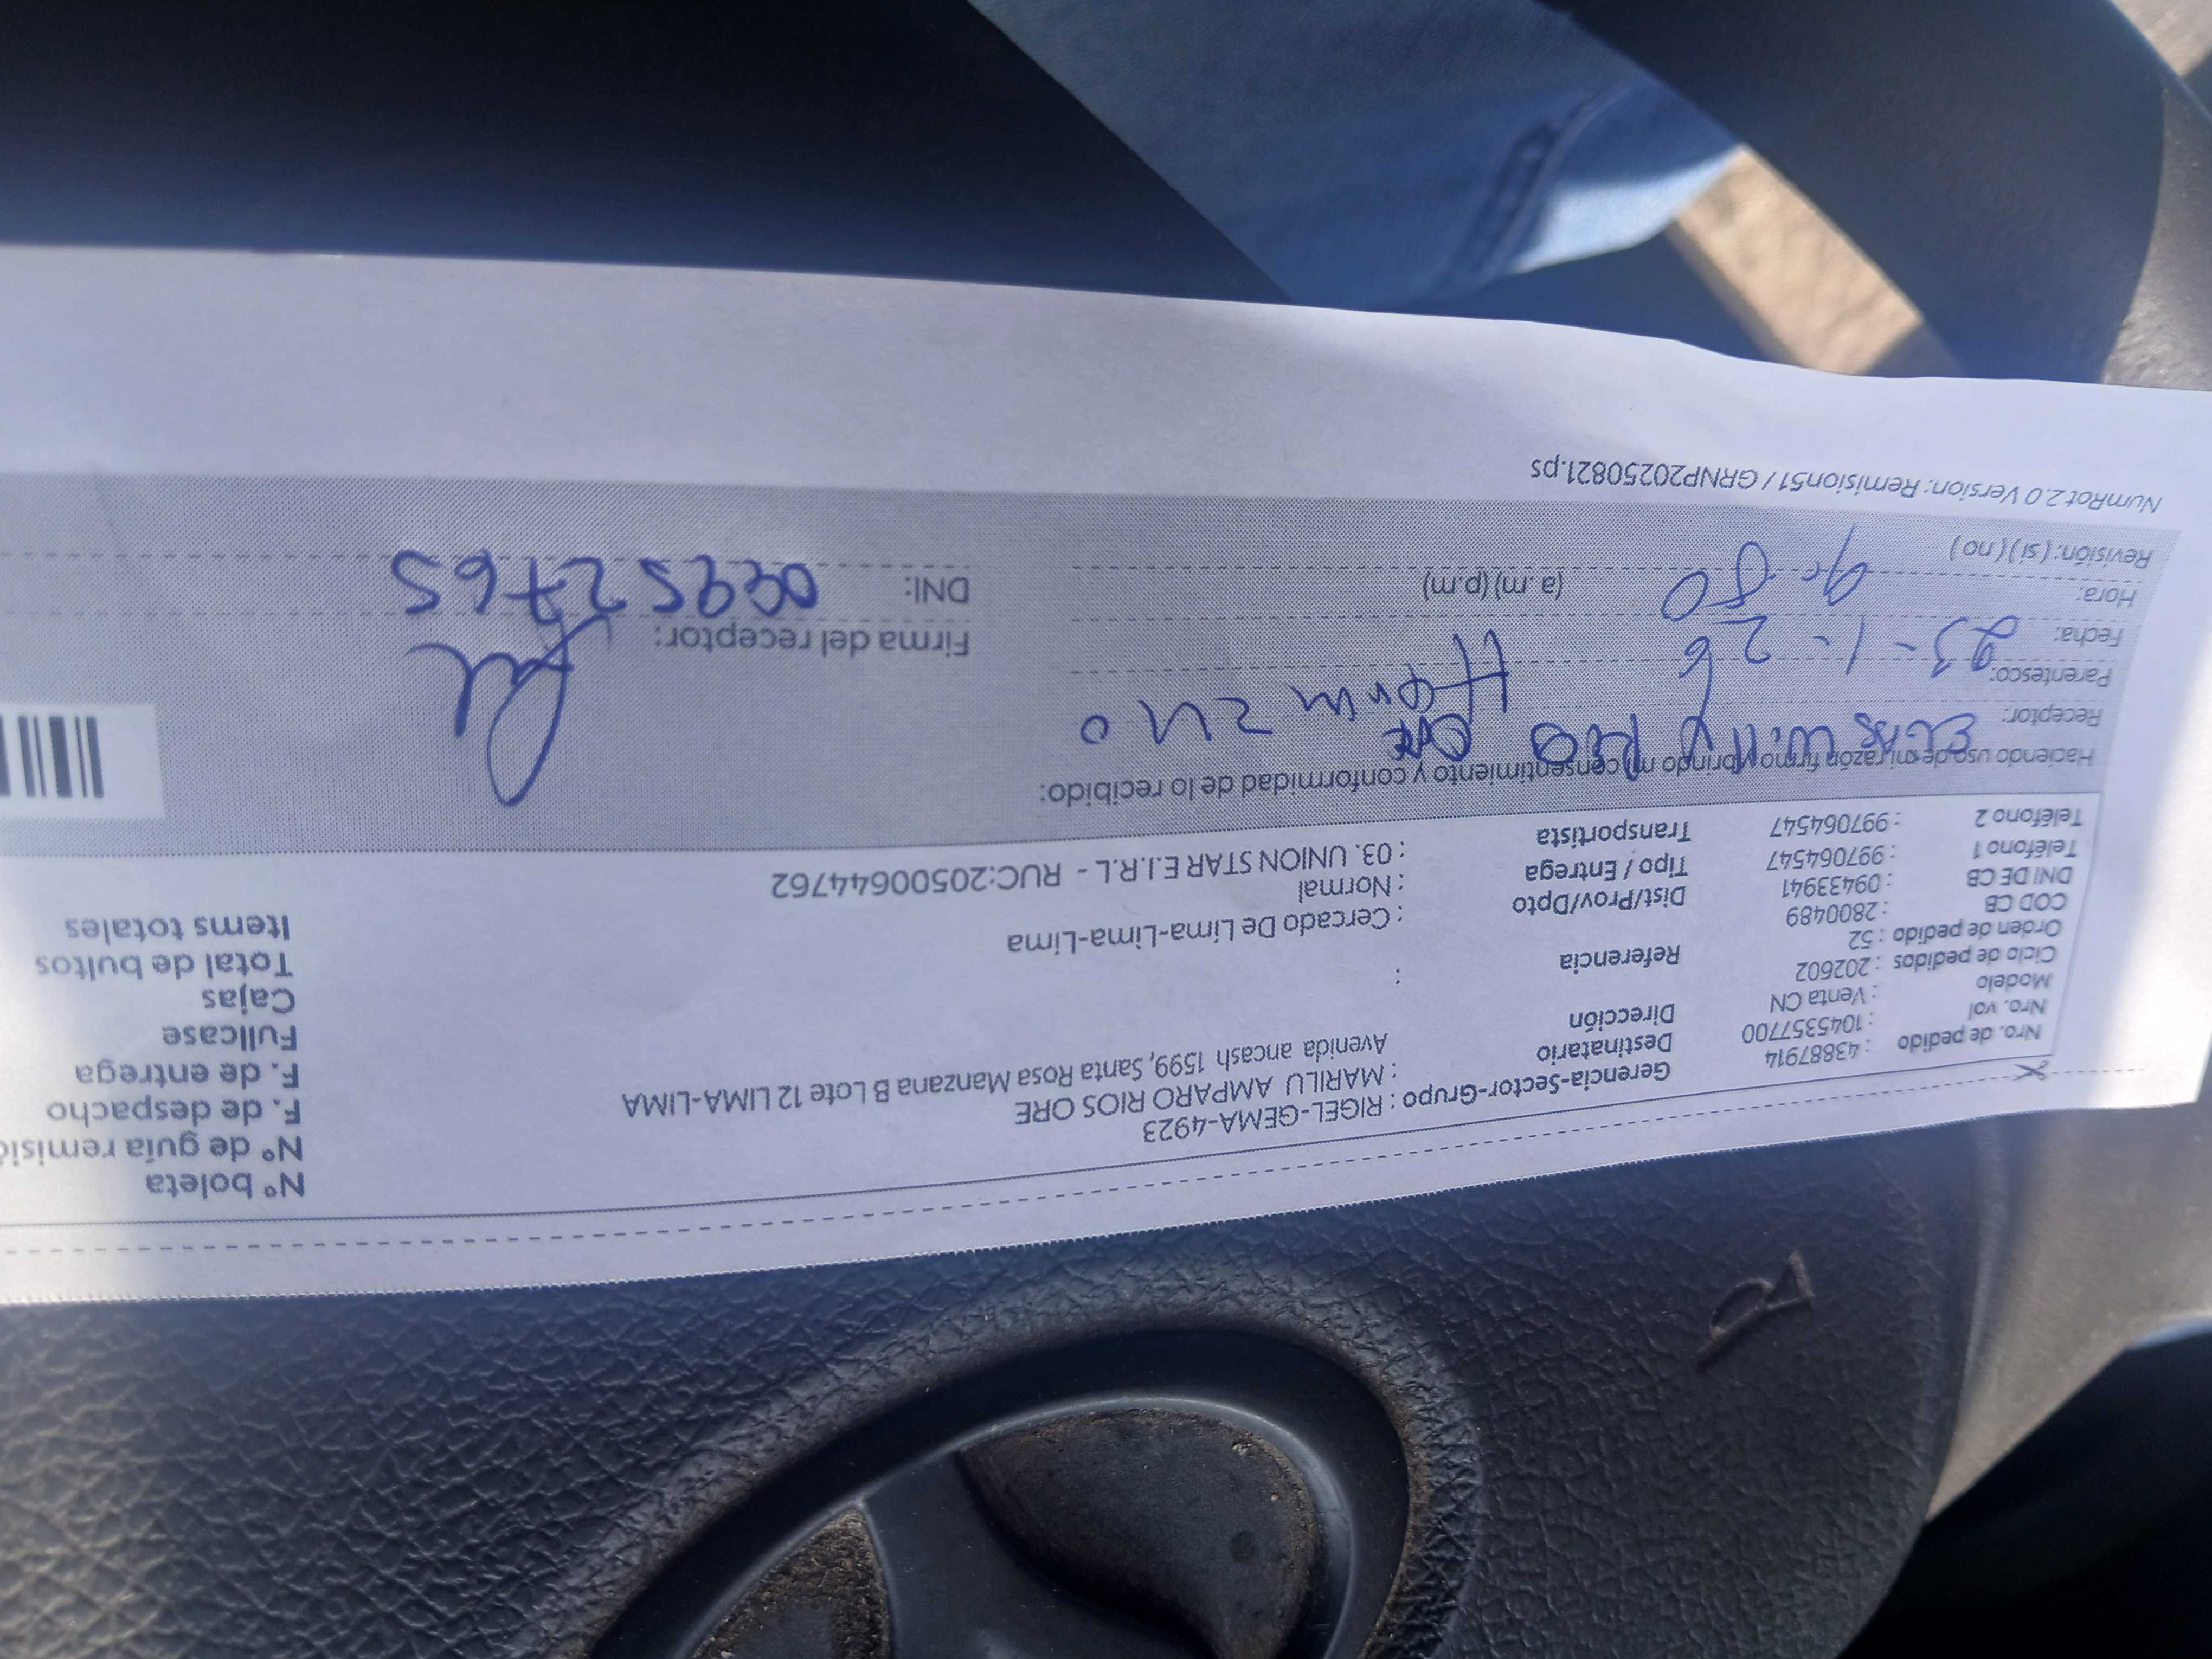 Nº boleta
Nº de guía remisió
F. de despacho
F. de entrega
Fullcase
Cajas
Total de bultos
Items totales
Gerencia-Sector-Grupo : RIGEL-GEMA-4923
Destinatario : MARILU AMPARO RIOS ORE
Dirección Avenida ancash 1599, Santa Rosa Manzana B Lote 12 LIMA-LIMA
Referencia :
Dist/Prov/Dpto : Cercado De Lima-Lima-Lima
Tipo / Entrega : Normal
Transportista : 03. UNION STAR E.I.R.L - RUC:20500644762
Nro. de pedido : 43887914
Nro. val : 1045357700
Modelo : Venta CN
Ciclo de pedidos : 202602
Orden de pedido : 52
COD CB : 2800489
DNI DE CB : 09433941
Teléfono 1 : 997064547
Teléfono 2 : 997064547
Haciendo uso de mi razón firmo y brindo mi consentimiento y conformidad de lo recibido:
Receptor:
Parentesco:
Fecha: 23-1-26
Hora: (a.m) (p.m)
Revisión: (si) (no)
Firma del receptor:
DNI:
NumRot 2.0 Version: Remision51 / GRNP20250821.ps